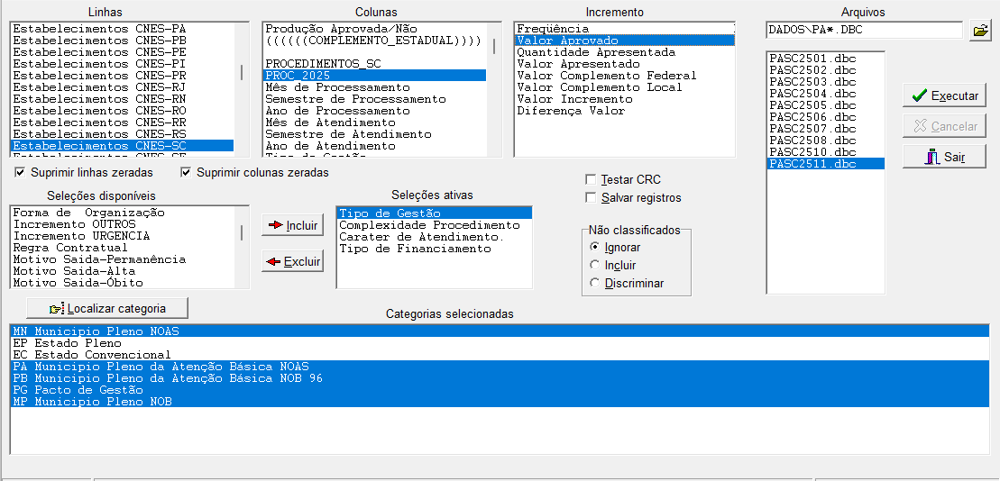 Linhas
Estabelecimentos CNES-PA
Estabelecimentos CNES-PB
Estabelecimentos CNES-PE
Estabelecimentos CNES-PI
Estabelecimentos CNES-PR
Estabelecimentos CNES-RJ
Estabelecimentos CNES-RN
Estabelecimentos CNES-RO
Estabelecimentos CNES-RR
Estabelecimentos CNES-RS
Estabelecimentos CNES-SC
Estabelecimentos CNES-SE
Colunas
Produção Aprovada/Não
((((((COMPLEMENTO_ESTADUAL))))
PROCEDIMENTOS_SC
PROC_2025
Mês de Processamento
Semestre de Processamento
Ano de Processamento
Mês de Atendimento
Semestre de Atendimento
Ano de Atendimento
Tipo de Gestão
Incremento
Freqüência
Valor Aprovado
Quantidade Apresentada
Valor Apresentado
Valor Complemento Federal
Valor Complemento Local
Valor Incremento
Diferença Valor
Arquivos
DADOS\PA*.DBC
PASC2501.dbc
PASC2502.dbc
PASC2503.dbc
PASC2504.dbc
PASC2505.dbc
PASC2506.dbc
PASC2507.dbc
PASC2508.dbc
PASC2510.dbc
PASC2511.dbc
Executar
Cancelar
Sair
Suprimir linhas zeradas
Suprimir colunas zeradas
Testar CRC
Salvar registros
Seleções disponíveis
Forma de  Organização
Incremento OUTROS
Incremento URGENCIA
Regra Contratual
Motivo Saida-Permanência
Motivo Saida-Alta
Motivo Saida-Óbito
Incluir
Excluir
Seleções ativas
Tipo de Gestão
Complexidade Procedimento
Carater de Atendimento.
Tipo de Financiamento
Não classificados
Ignorar
Incluir
Discriminar
Localizar categoria
Categorias selecionadas
MN Municipio Pleno NOAS
EP Estado Pleno
EC Estado Convencional
PA Municipio Pleno da Atenção Básica NOAS
PB Municipio Pleno da Atenção Básica NOB 96
PG Pacto de Gestão
MP Municipio Pleno NOB